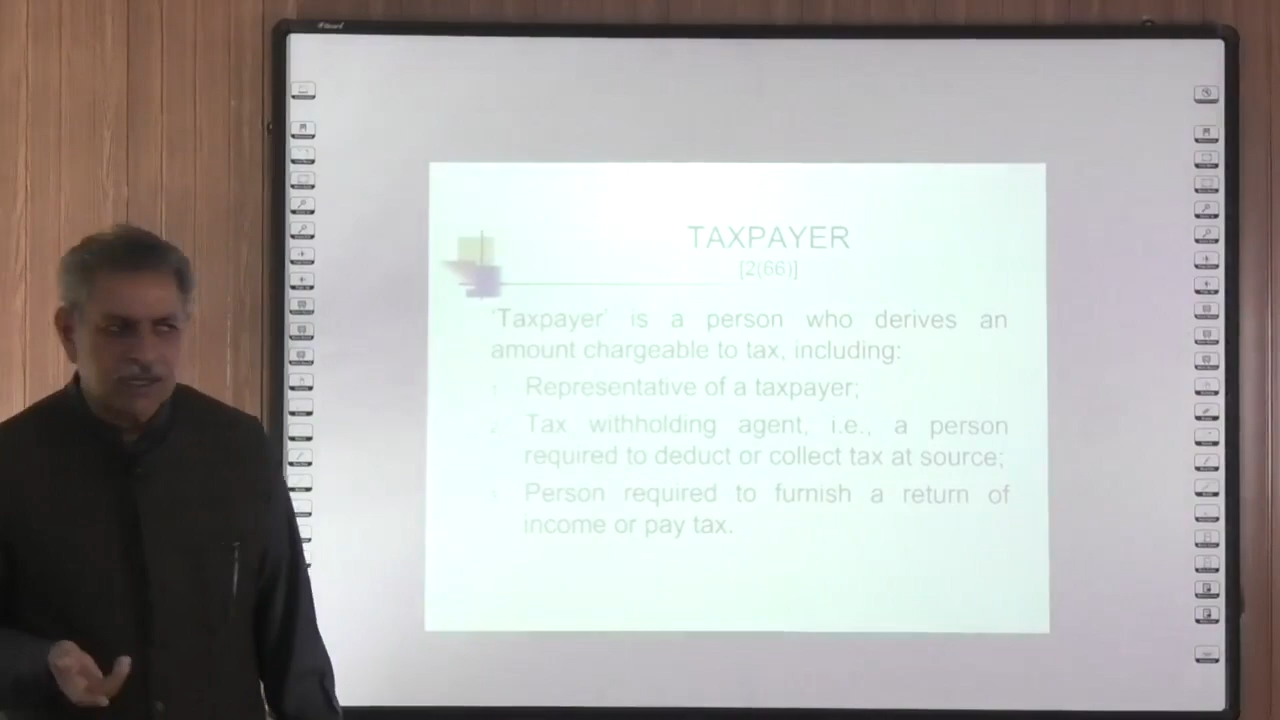 TAXPAYER
[2(66)]
'Taxpayer' is a person who derives an
amount chargeable to tax, including:
Representative of a taxpayer;
Tax withholding agent, i.e., a person
required to deduct or collect tax at source;
Person required to furnish a return of
income or pay tax.